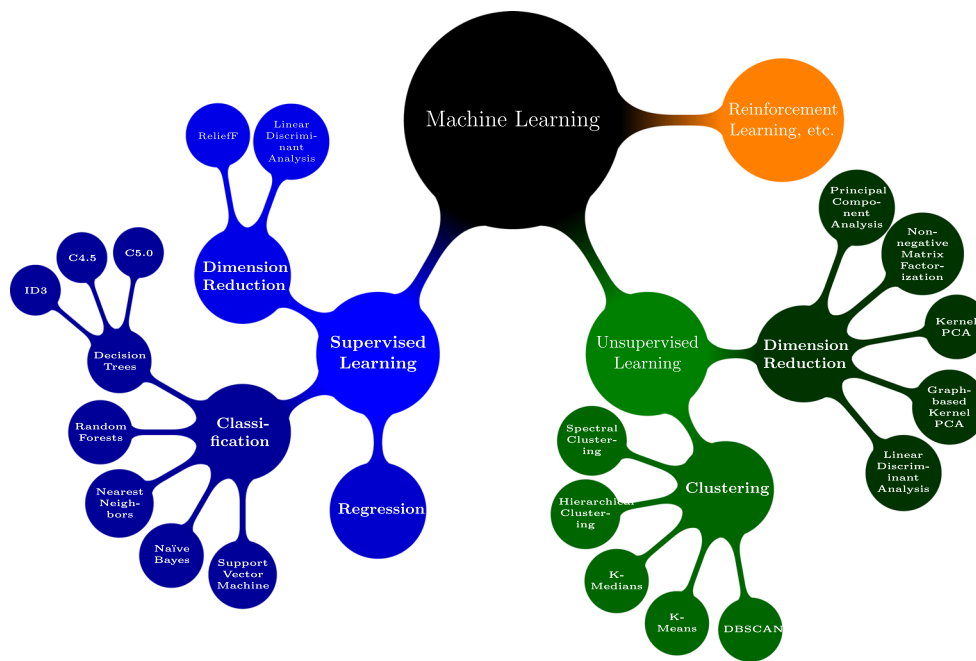 Machine Learning
Reinforcement
Learning, etc.
ReliefF
Linear
Discrimi-
nant
Analysis
Dimension
Reduction
C5.0
C4.5
ID3
Decision
Trees
Supervised
Learning
Classi-
fication
Random
Forests
Nearest
Neigh-
bors
Naïve
Bayes
Support
Vector
Machine
Regression
Unsupervised
Learning
Principal
Component
Analysis
Non-
negative
Matrix
Factor-
ization
Kernel
PCA
Dimension
Reduction
Graph-
based
Kernel
PCA
Linear
Discrim-
inant
Analysis
Spectral
Cluster-
ing
Clustering
Hierarchical
Cluster-
ing
K-
Medians
K-
Means
DBSCAN